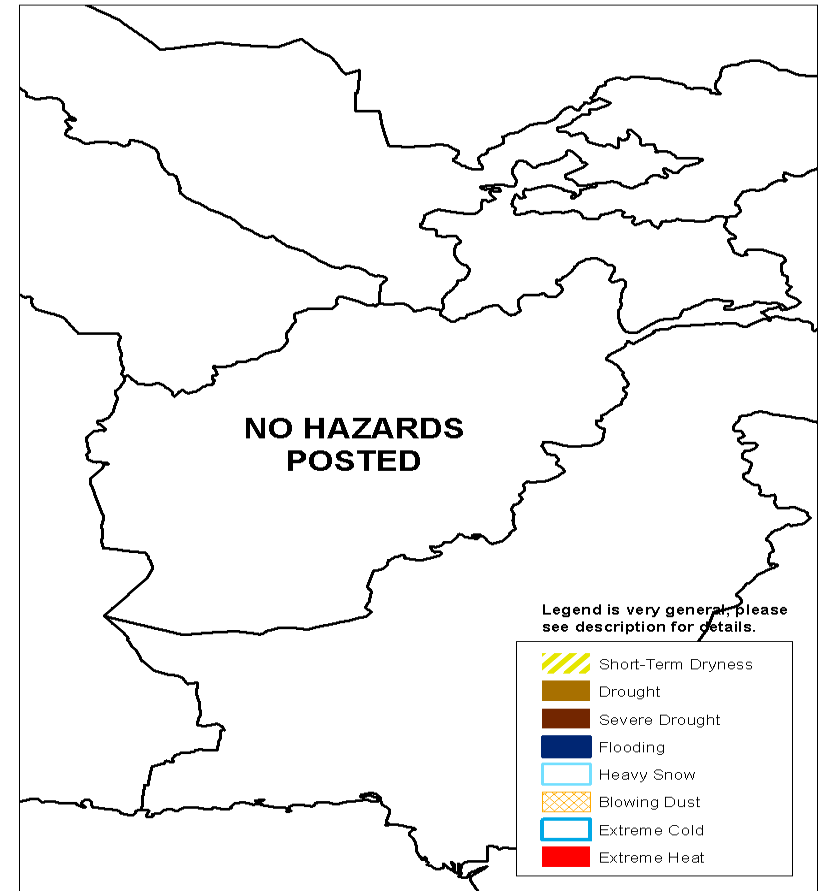 NO HAZARDS
POSTED
Legend is very general, please
see description for details.
Short-Term Dryness
Drought
Severe Drought
Flooding
Heavy Snow
Blowing Dust
Extreme Cold
Extreme Heat